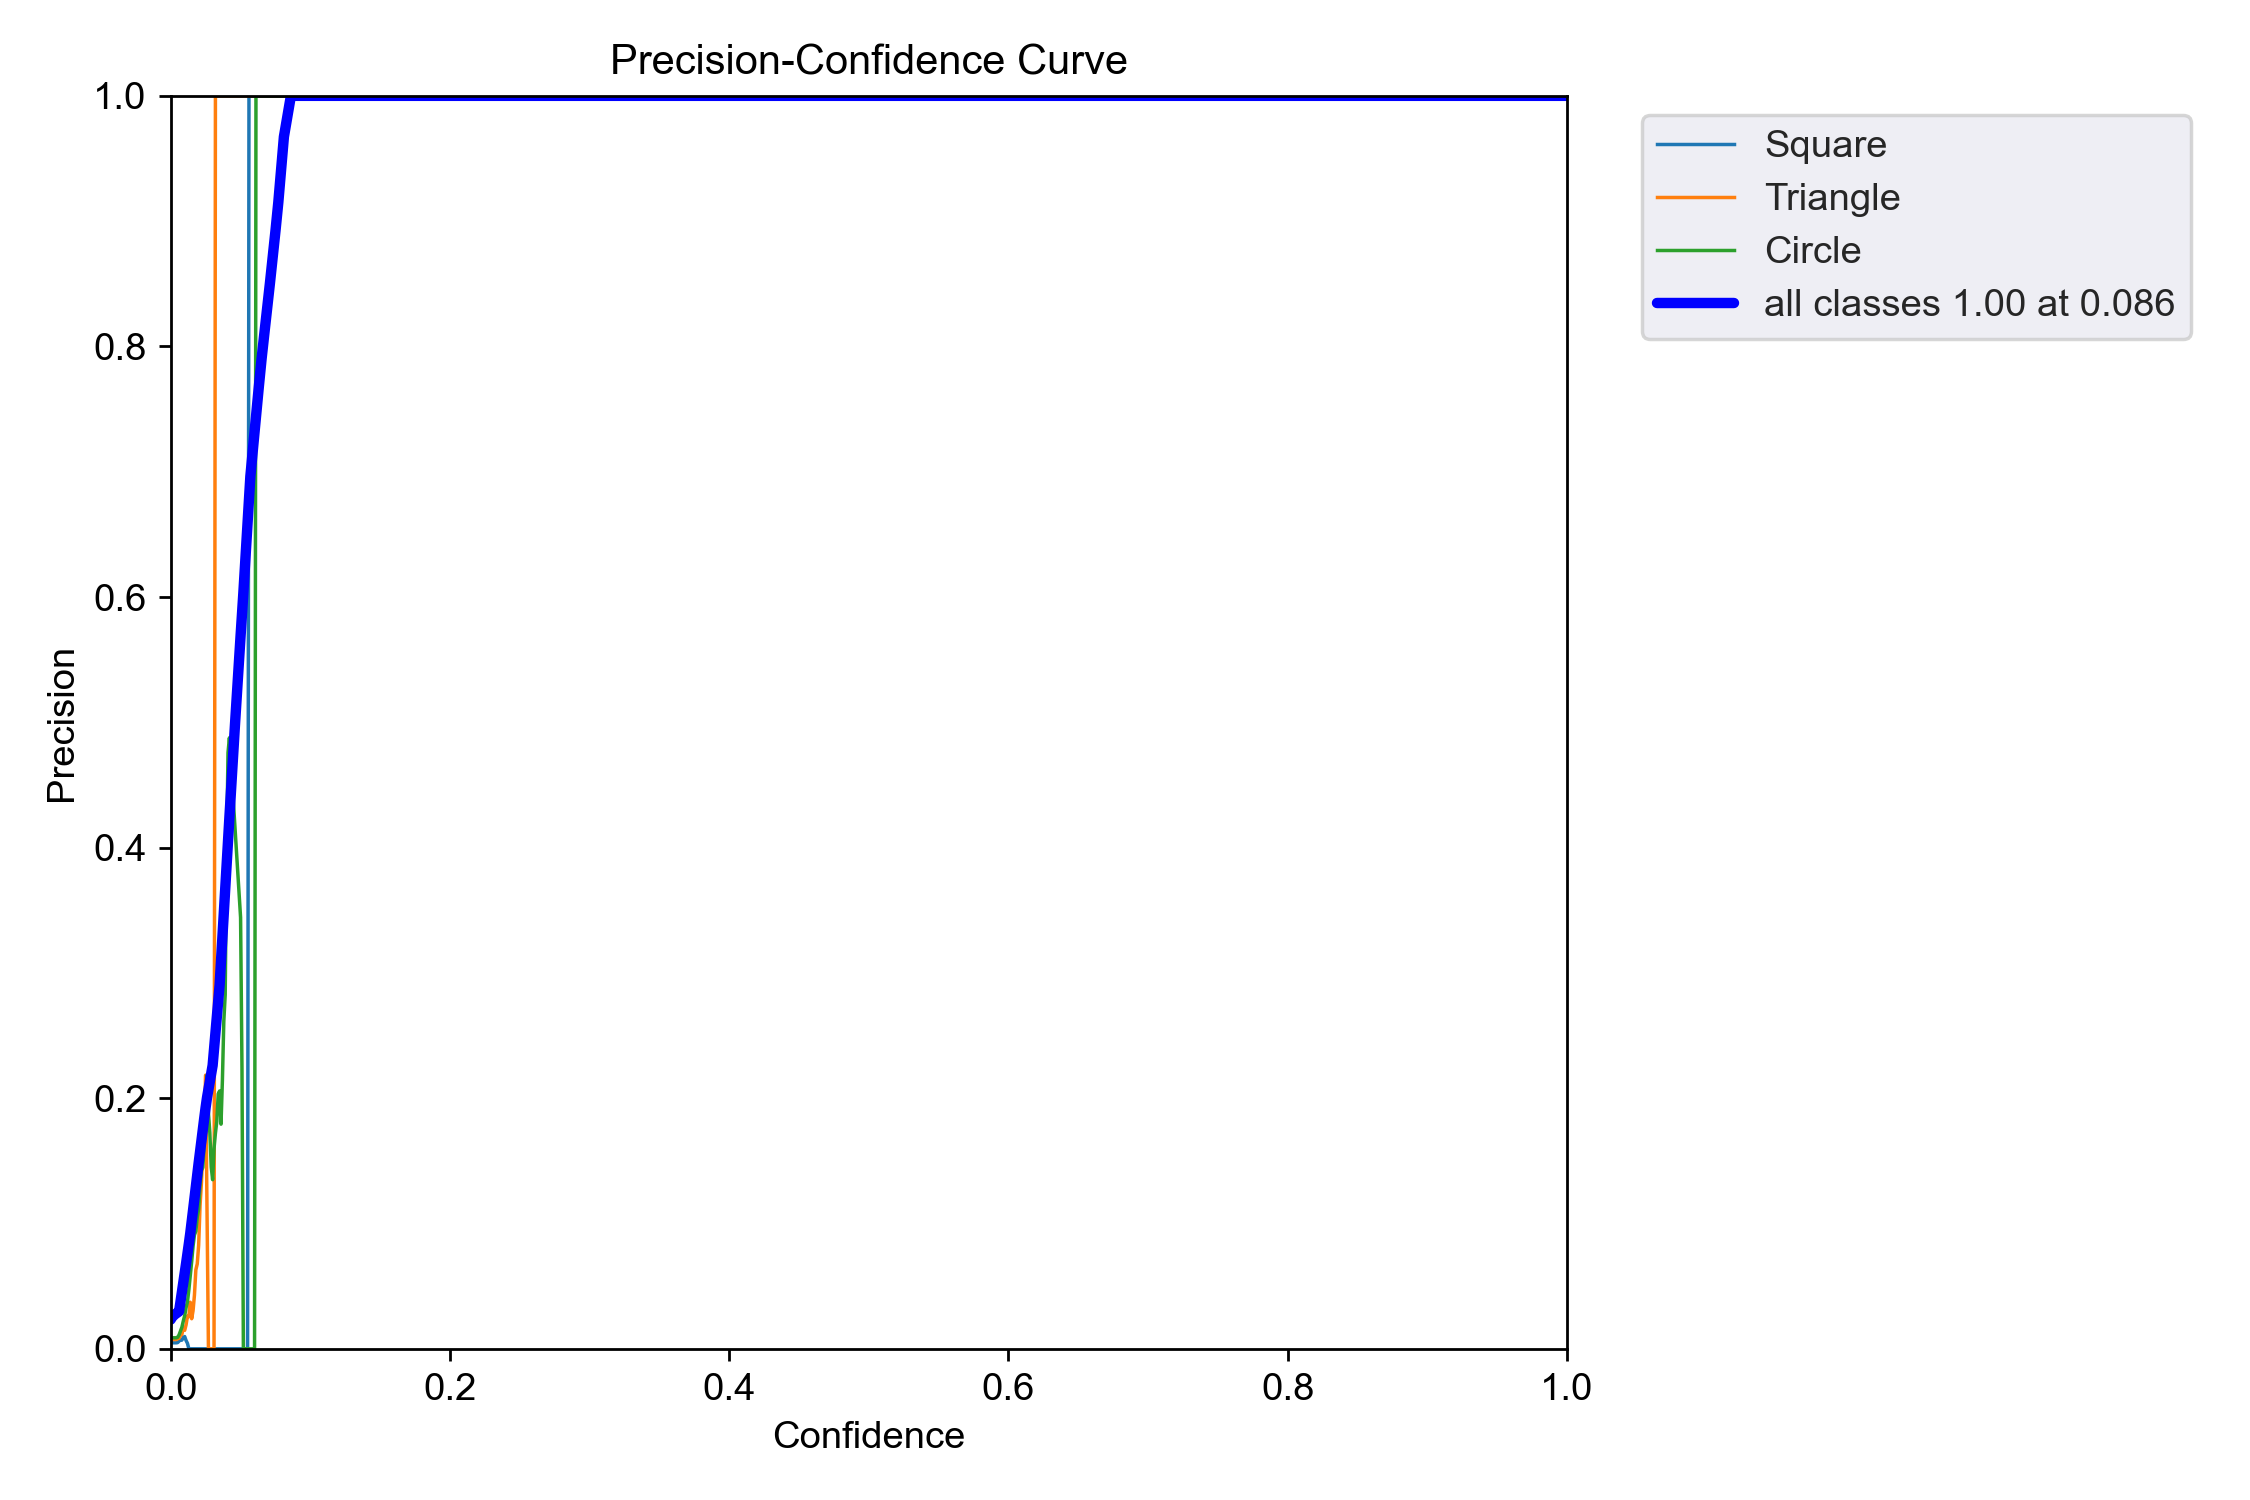 Precision-Confidence Curve
1.0
0.8
0.6
0.4
0.2
0.0
Precision
0.0 0.2 0.4 0.6 0.8 1.0
Confidence
Square
Triangle
Circle
all classes 1.00 at 0.086